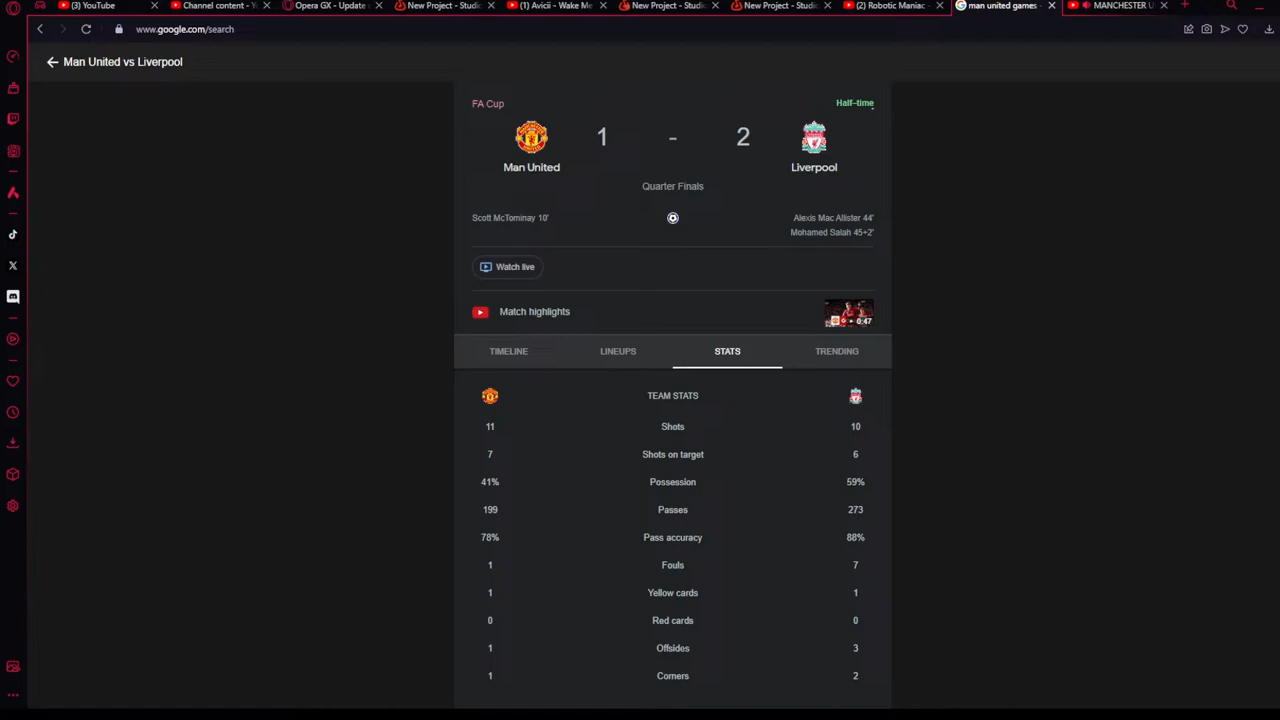 (3) YouTube
Channel content - Y
Opera GX - Update
New Project - Studio
(1) Avicii - Wake Me
New Project - Studio
New Project - Studio
(2) Robotic Maniac -
man united games
MANCHESTER U
www.google.com/search
Man United vs Liverpool
FA Cup
Half-time
1 - 2
Man United
Liverpool
Quarter Finals
Scott McTominay 10'
Alexis Mac Allister 44'
Mohamed Salah 45+2'
Watch live
Match highlights
0:47
TIMELINE LINEUPS STATS TRENDING
TEAM STATS
11 Shots 10
7 Shots on target 6
41% Possession 59%
199 Passes 273
78% Pass accuracy 88%
1 Fouls 7
1 Yellow cards 1
0 Red cards 0
1 Offsides 3
1 Corners 2